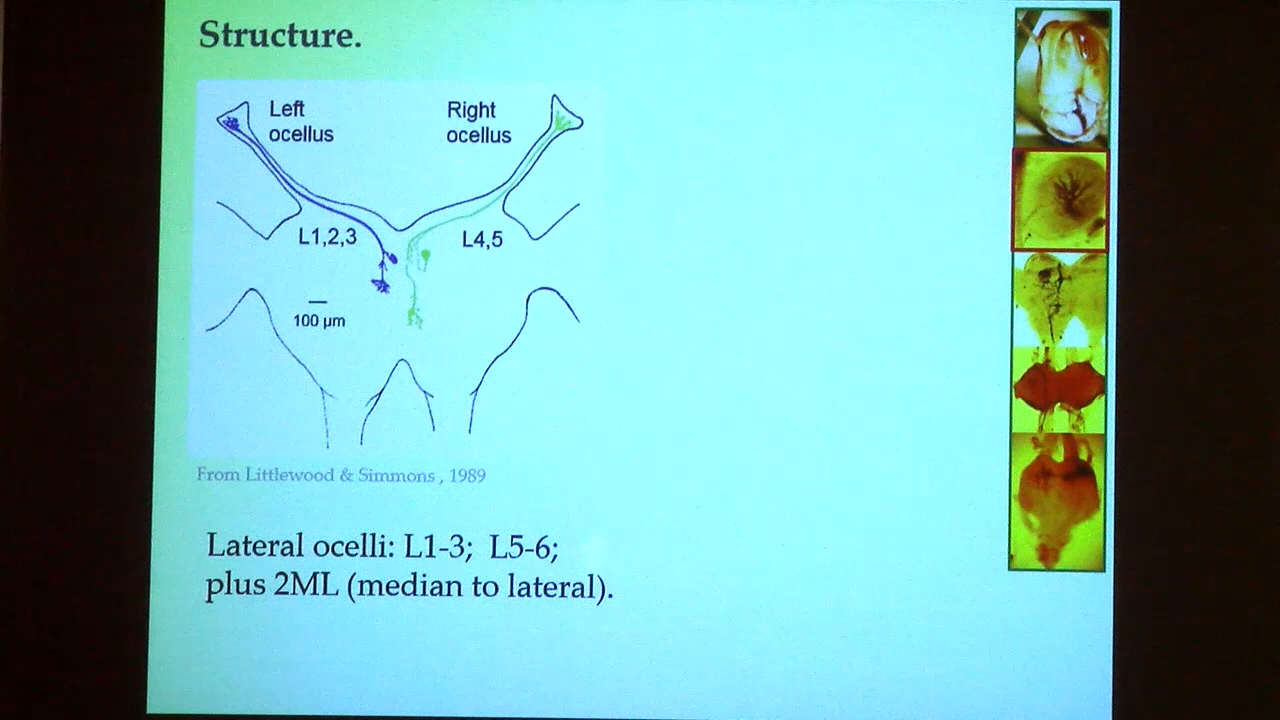 Structure.
Left
ocellus
Right
ocellus
L1,2,3
L4,5
100 µm
From Littlewood & Simmons , 1989
Lateral ocelli: L1-3; L5-6;
plus 2ML (median to lateral).